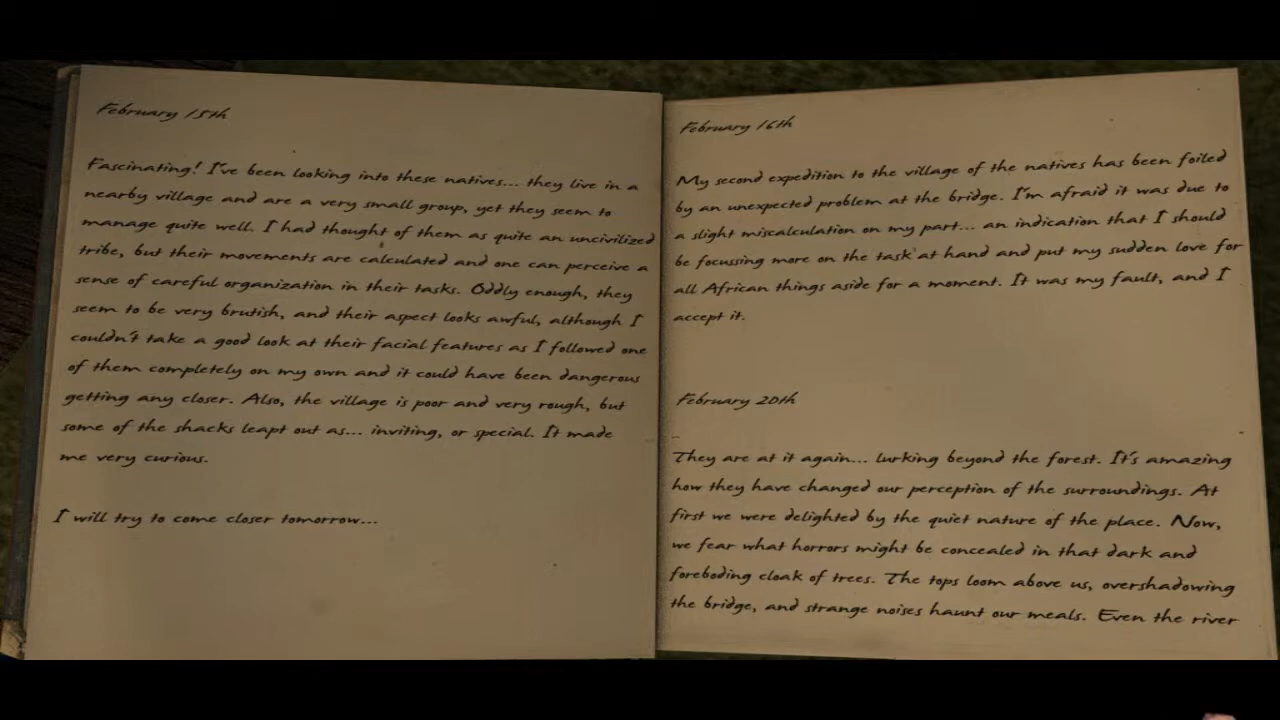 February 15th
Fascinating! I've been looking into these natives... they live in a
nearby village and are a very small group, yet they seem to
manage quite well. I had thought of them as quite an uncivilized
tribe, but their movements are calculated and one can perceive a
sense of careful organization in their tasks. Oddly enough, they
seem to be very brutish, and their aspect looks awful, although I
couldn't take a good look at their facial features as I followed one
of them completely on my own and it could have been dangerous
getting any closer. Also, the village is poor and very rough, but
some of the shacks leapt out as... inviting, or special. It made
me very curious.
I will try to come closer tomorrow...
February 16th
My second expedition to the village of the natives has been foiled
by an unexpected problem at the bridge. I'm afraid it was due to
a slight miscalculation on my part... an indication that I should
be focussing more on the task at hand and put my sudden love for
all African things aside for a moment. It was my fault, and I
accept it.
February 20th
They are at it again... lurking beyond the forest. It's amazing
how they have changed our perception of the surroundings. At
first we were delighted by the quiet nature of the place. Now,
we fear what horrors might be concealed in that dark and
foreboding cloak of trees. The tops loom above us, overshadowing
the bridge, and strange noises haunt our meals. Even the river